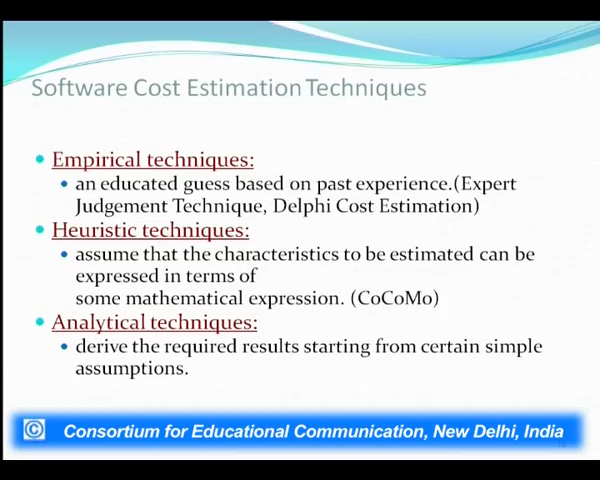 Software Cost Estimation Techniques
• Empirical techniques:
• an educated guess based on past experience.(Expert
Judgement Technique, Delphi Cost Estimation)
• Heuristic techniques:
• assume that the characteristics to be estimated can be
expressed in terms of
some mathematical expression. (CoCoMo)
• Analytical techniques:
• derive the required results starting from certain simple
assumptions.
© Consortium for Educational Communication, New Delhi, India